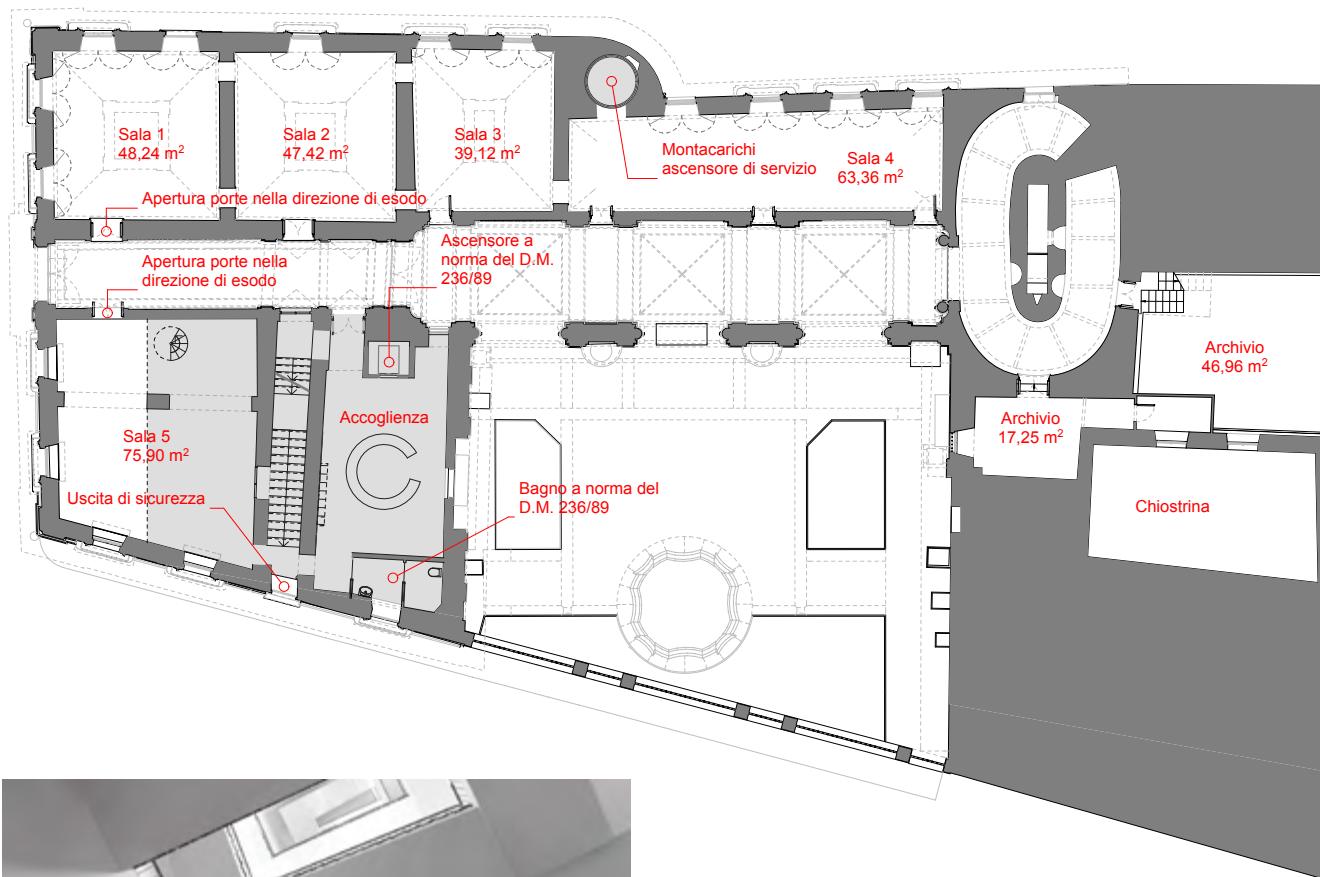 Sala 1
48,24 m²
Sala 2
47,42 m²
Sala 3
39,12 m²
Montacarichi
ascensore di servizio
Sala 4
63,36 m²
Apertura porte nella direzione di esodo
Ascensore a
norma del D.M.
236/89
Apertura porte nella
direzione di esodo
Archivio
46,96 m²
Accoglienza
Archivio
17,25 m²
Sala 5
75,90 m²
Uscita di sicurezza
Bagno a norma del
D.M. 236/89
Chiostrina